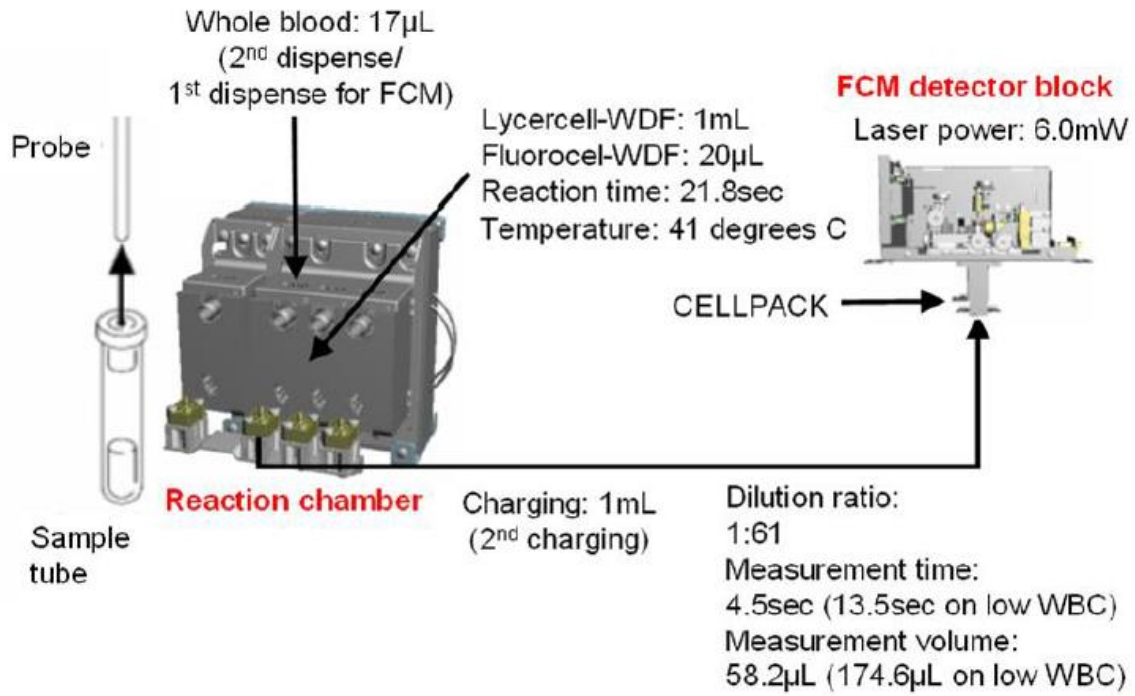 Whole blood: 17µL
(2nd dispense/
1st dispense for FCM)
Probe
Lycercell-WDF: 1mL
Fluorocel-WDF: 20µL
Reaction time: 21.8sec
Temperature: 41 degrees C
FCM detector block
Laser power: 6.0mW
CELLPACK
Reaction chamber
Sample
tube
Charging: 1mL
(2nd charging)
Dilution ratio:
1:61
Measurement time:
4.5sec (13.5sec on low WBC)
Measurement volume:
58.2µL (174.6µL on low WBC)